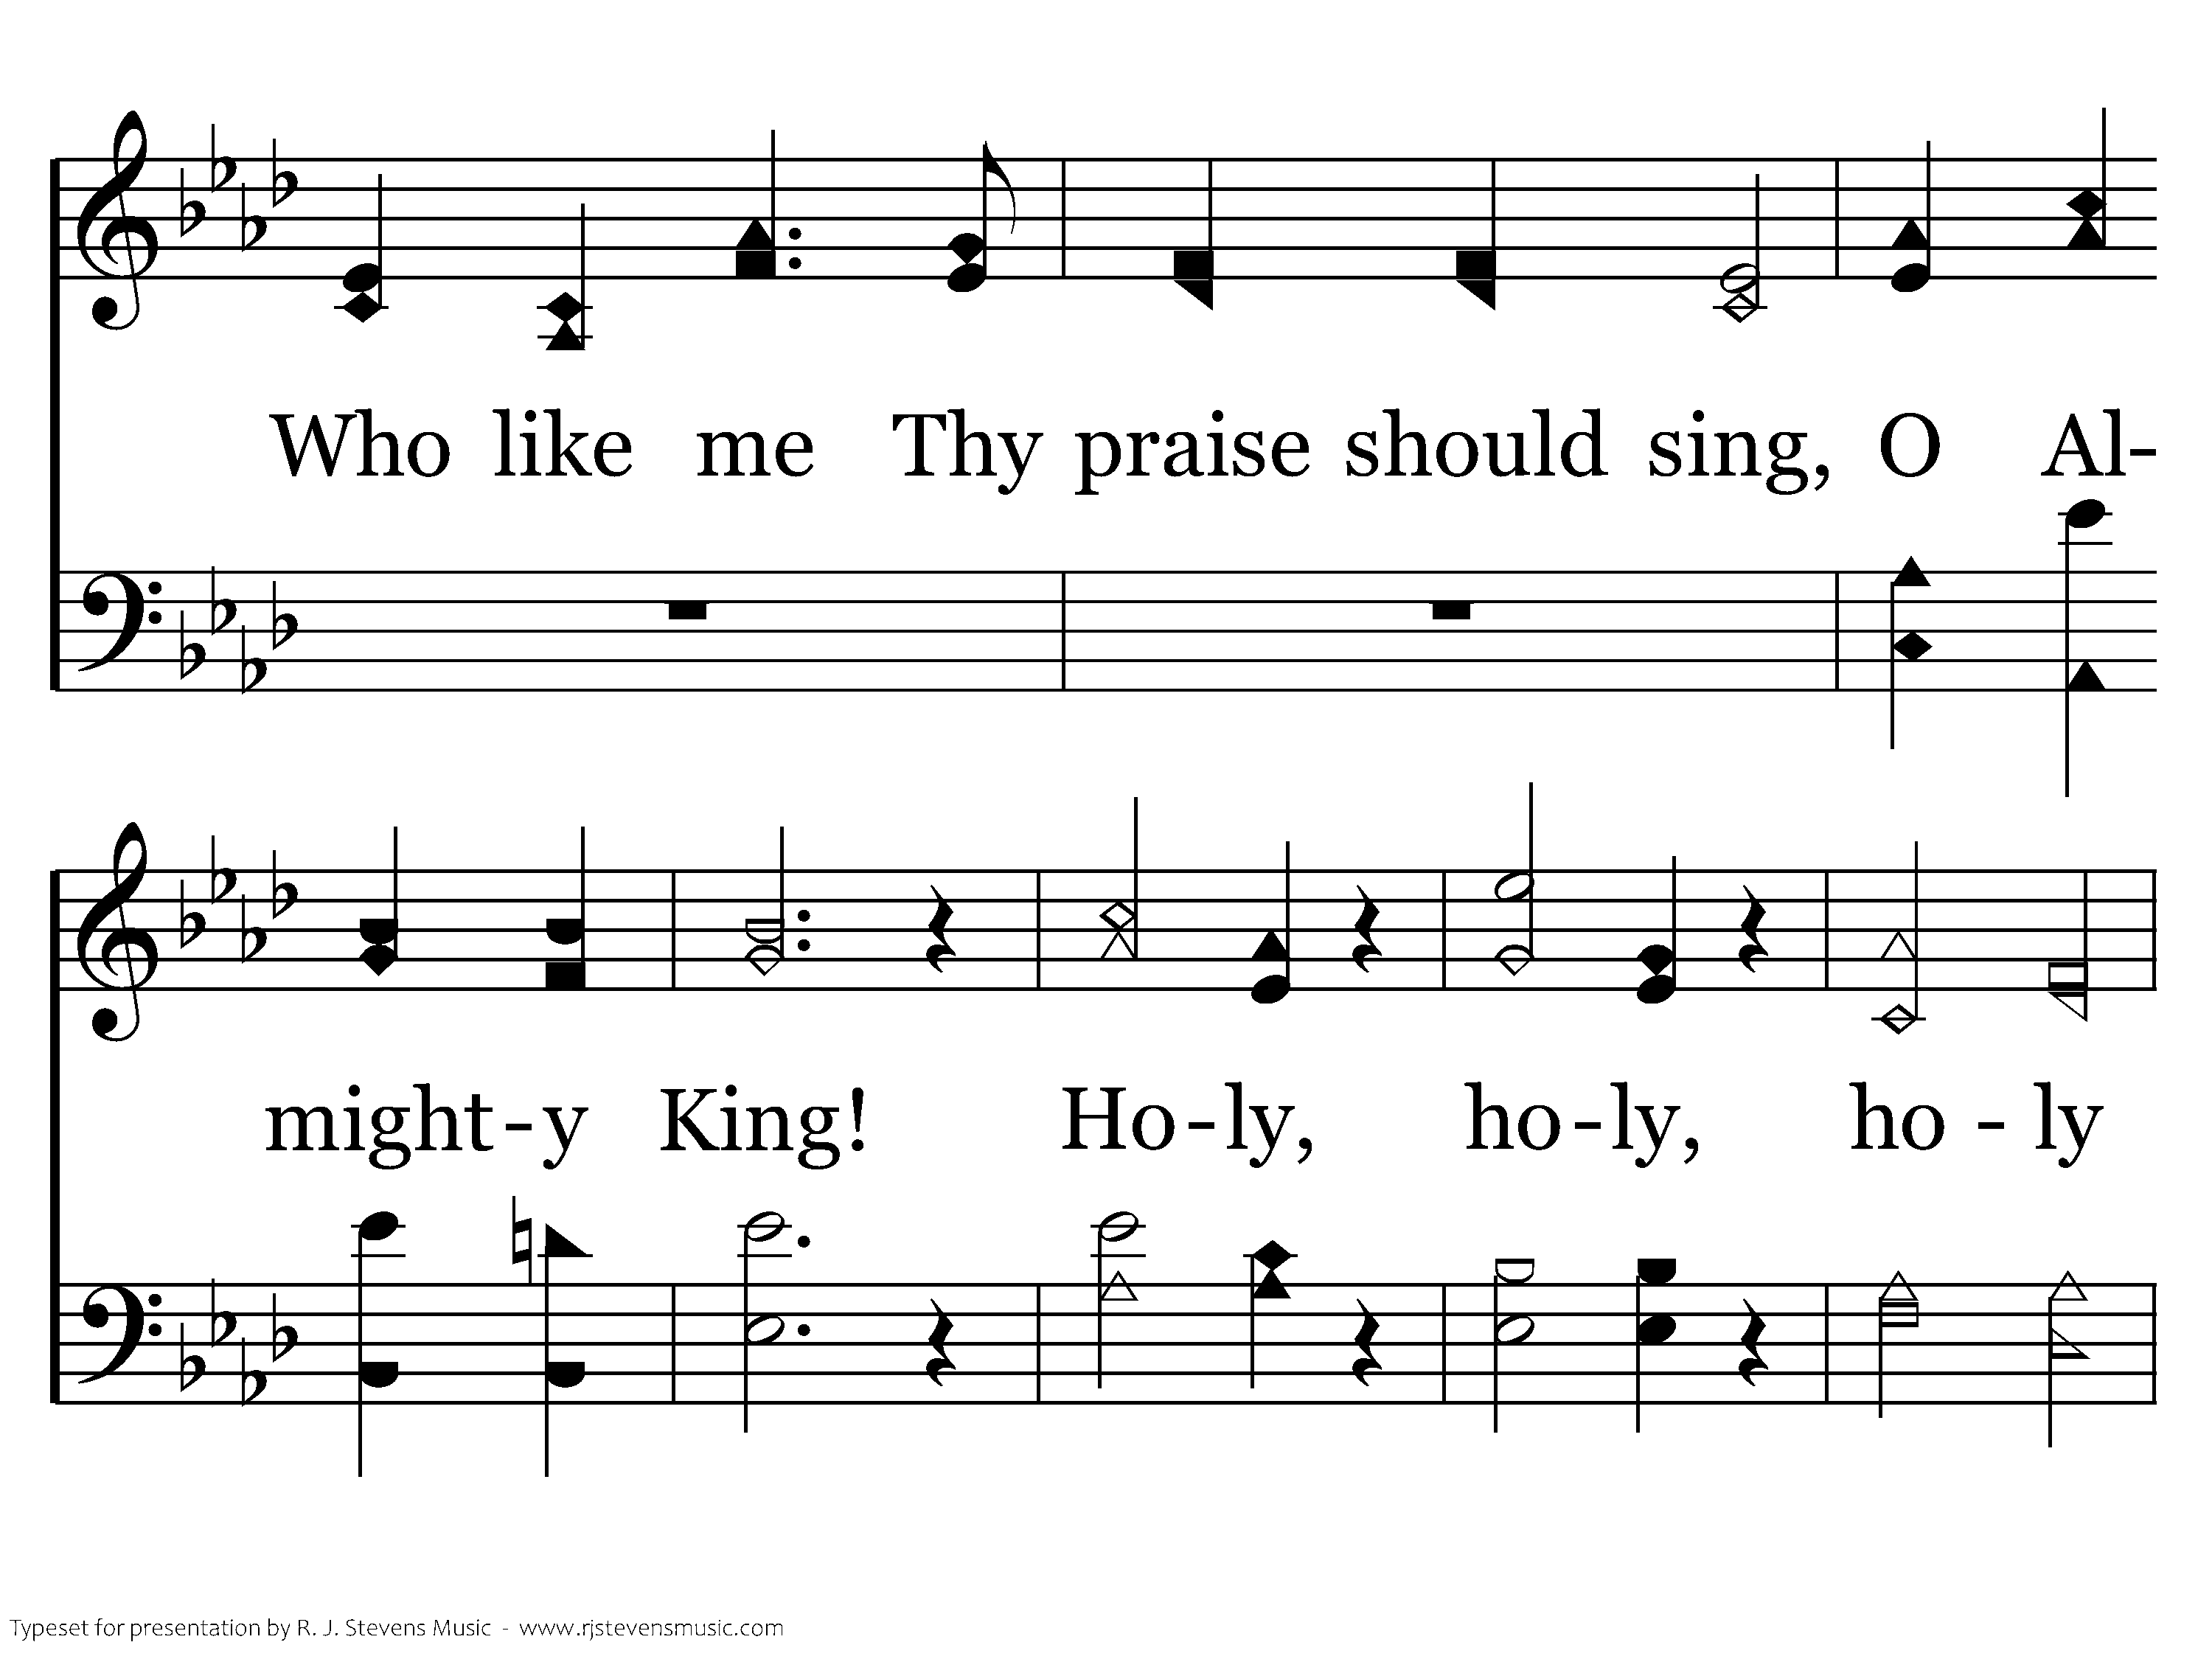 Who like me Thy praise should sing, O Al-
might-y King! Ho-ly, ho-ly, ho - ly
Typeset for presentation by R. J. Stevens Music - www.rjstevensmusic.com